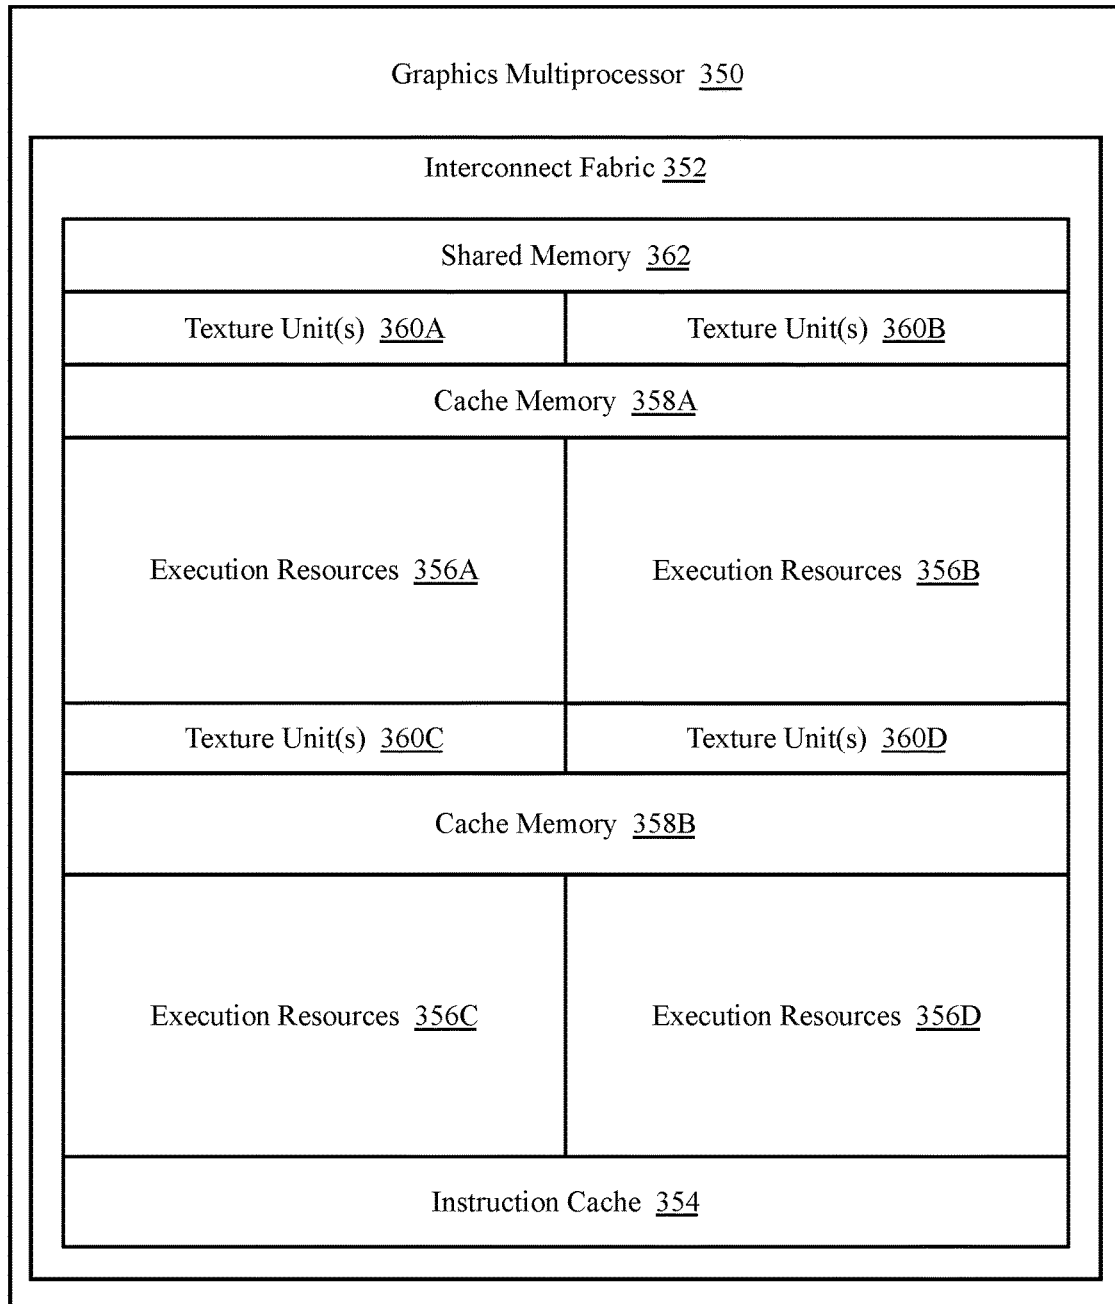 Graphics Multiprocessor 350
Interconnect Fabric 352
Shared Memory 362
Texture Unit(s) 360A
Texture Unit(s) 360B
Cache Memory 358A
Execution Resources 356A
Execution Resources 356B
Texture Unit(s) 360C
Texture Unit(s) 360D
Cache Memory 358B
Execution Resources 356C
Execution Resources 356D
Instruction Cache 354